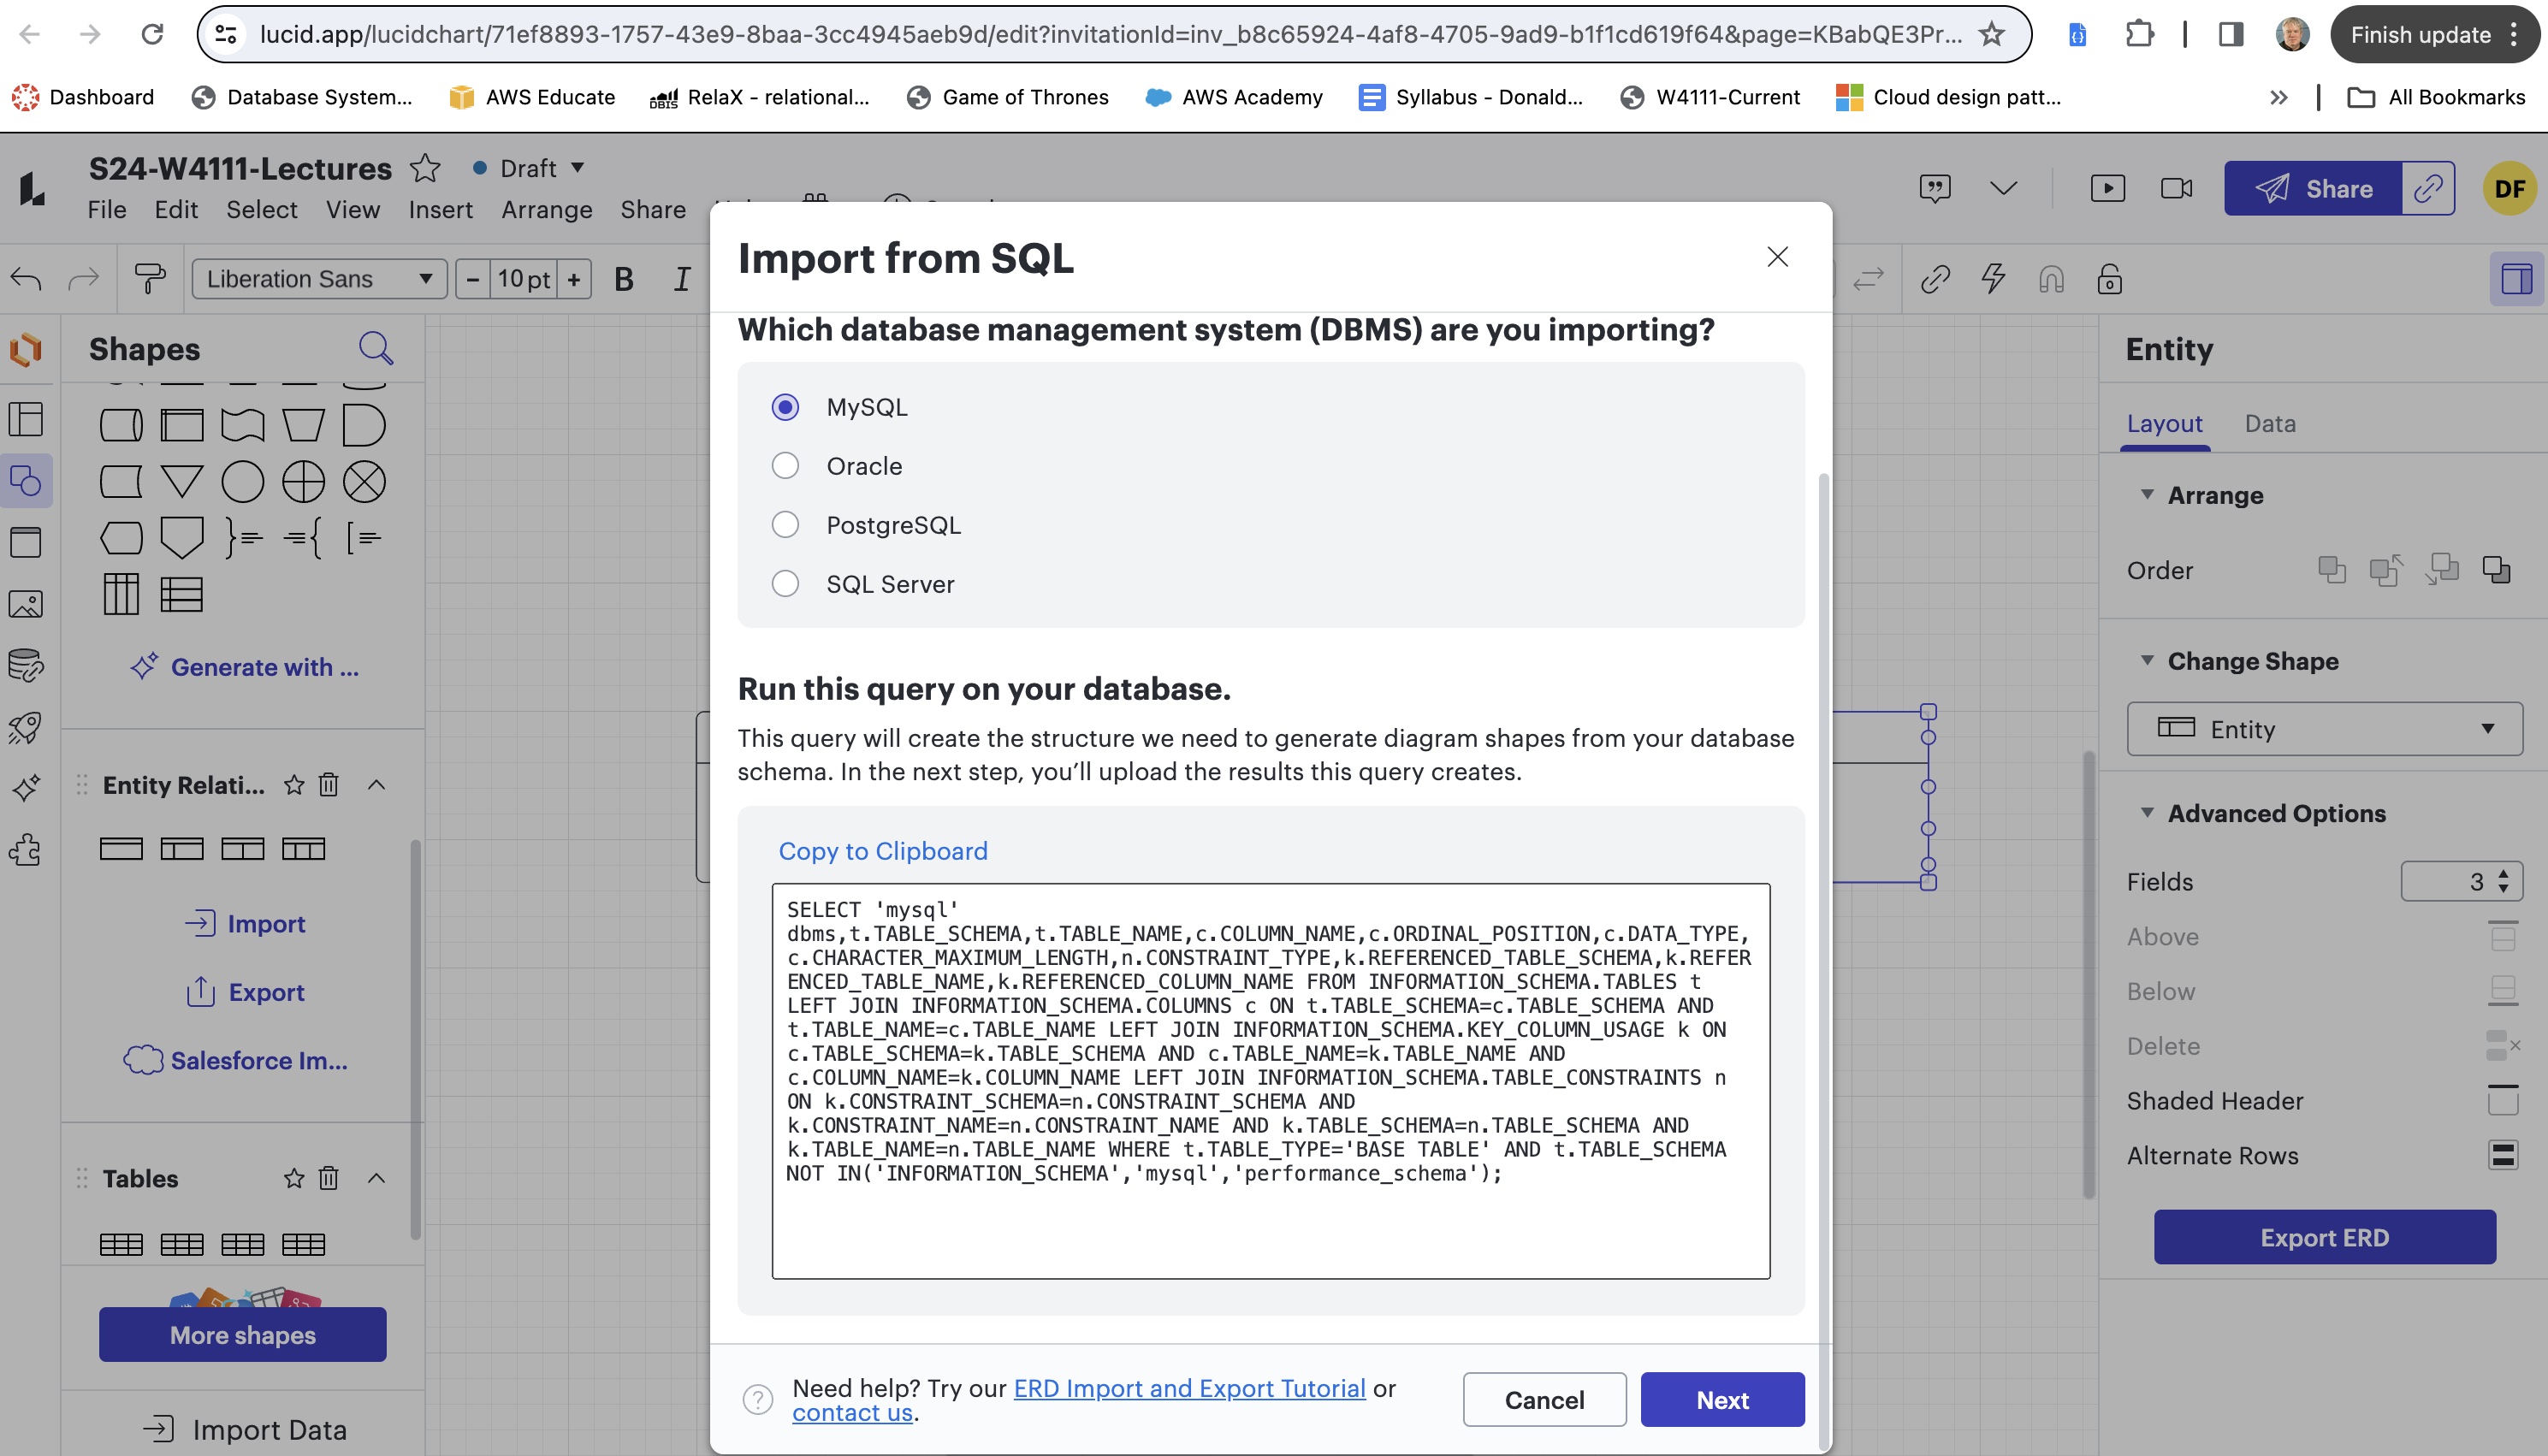 lucid.app/lucidchart/71ef8893-1757-43e9-8baa-3cc4945aeb9d/edit?invitationId=inv_b8c65924-4af8-4705-9ad9-b1f1cd619f64&page=KBabQE3Pr...
Finish update
Dashboard
Database System...
AWS Educate
RelaX - relational...
Game of Thrones
AWS Academy
Syllabus - Donald...
W4111-Current
Cloud design patt...
All Bookmarks
S24-W4111-Lectures
Draft
File Edit Select View Insert Arrange Share
Share
DF
Liberation Sans
- 10 pt +
B I
Shapes
Generate with ...
Entity Relati...
Import
Export
Salesforce Im...
Tables
More shapes
Import Data
Import from SQL
Which database management system (DBMS) are you importing?
MySQL
Oracle
PostgreSQL
SQL Server
Run this query on your database.
This query will create the structure we need to generate diagram shapes from your database
schema. In the next step, you’ll upload the results this query creates.
Copy to Clipboard
SELECT 'mysql'
dbms,t.TABLE_SCHEMA,t.TABLE_NAME,c.COLUMN_NAME,c.ORDINAL_POSITION,c.DATA_TYPE,
c.CHARACTER_MAXIMUM_LENGTH,n.CONSTRAINT_TYPE,k.REFERENCED_TABLE_SCHEMA,k.REFER
ENCED_TABLE_NAME,k.REFERENCED_COLUMN_NAME FROM INFORMATION_SCHEMA.TABLES t
LEFT JOIN INFORMATION_SCHEMA.COLUMNS c ON t.TABLE_SCHEMA=c.TABLE_SCHEMA AND
t.TABLE_NAME=c.TABLE_NAME LEFT JOIN INFORMATION_SCHEMA.KEY_COLUMN_USAGE k ON
c.TABLE_SCHEMA=k.TABLE_SCHEMA AND c.TABLE_NAME=k.TABLE_NAME AND
c.COLUMN_NAME=k.COLUMN_NAME LEFT JOIN INFORMATION_SCHEMA.TABLE_CONSTRAINTS n
ON k.CONSTRAINT_SCHEMA=n.CONSTRAINT_SCHEMA AND
k.CONSTRAINT_NAME=n.CONSTRAINT_NAME AND k.TABLE_SCHEMA=n.TABLE_SCHEMA AND
k.TABLE_NAME=n.TABLE_NAME WHERE t.TABLE_TYPE='BASE TABLE' AND t.TABLE_SCHEMA
NOT IN('INFORMATION_SCHEMA','mysql','performance_schema');
Need help? Try our ERD Import and Export Tutorial or
contact us.
Cancel
Next
Entity
Layout
Data
Arrange
Order
Change Shape
Entity
Advanced Options
Fields 3
Above
Below
Delete
Shaded Header
Alternate Rows
Export ERD